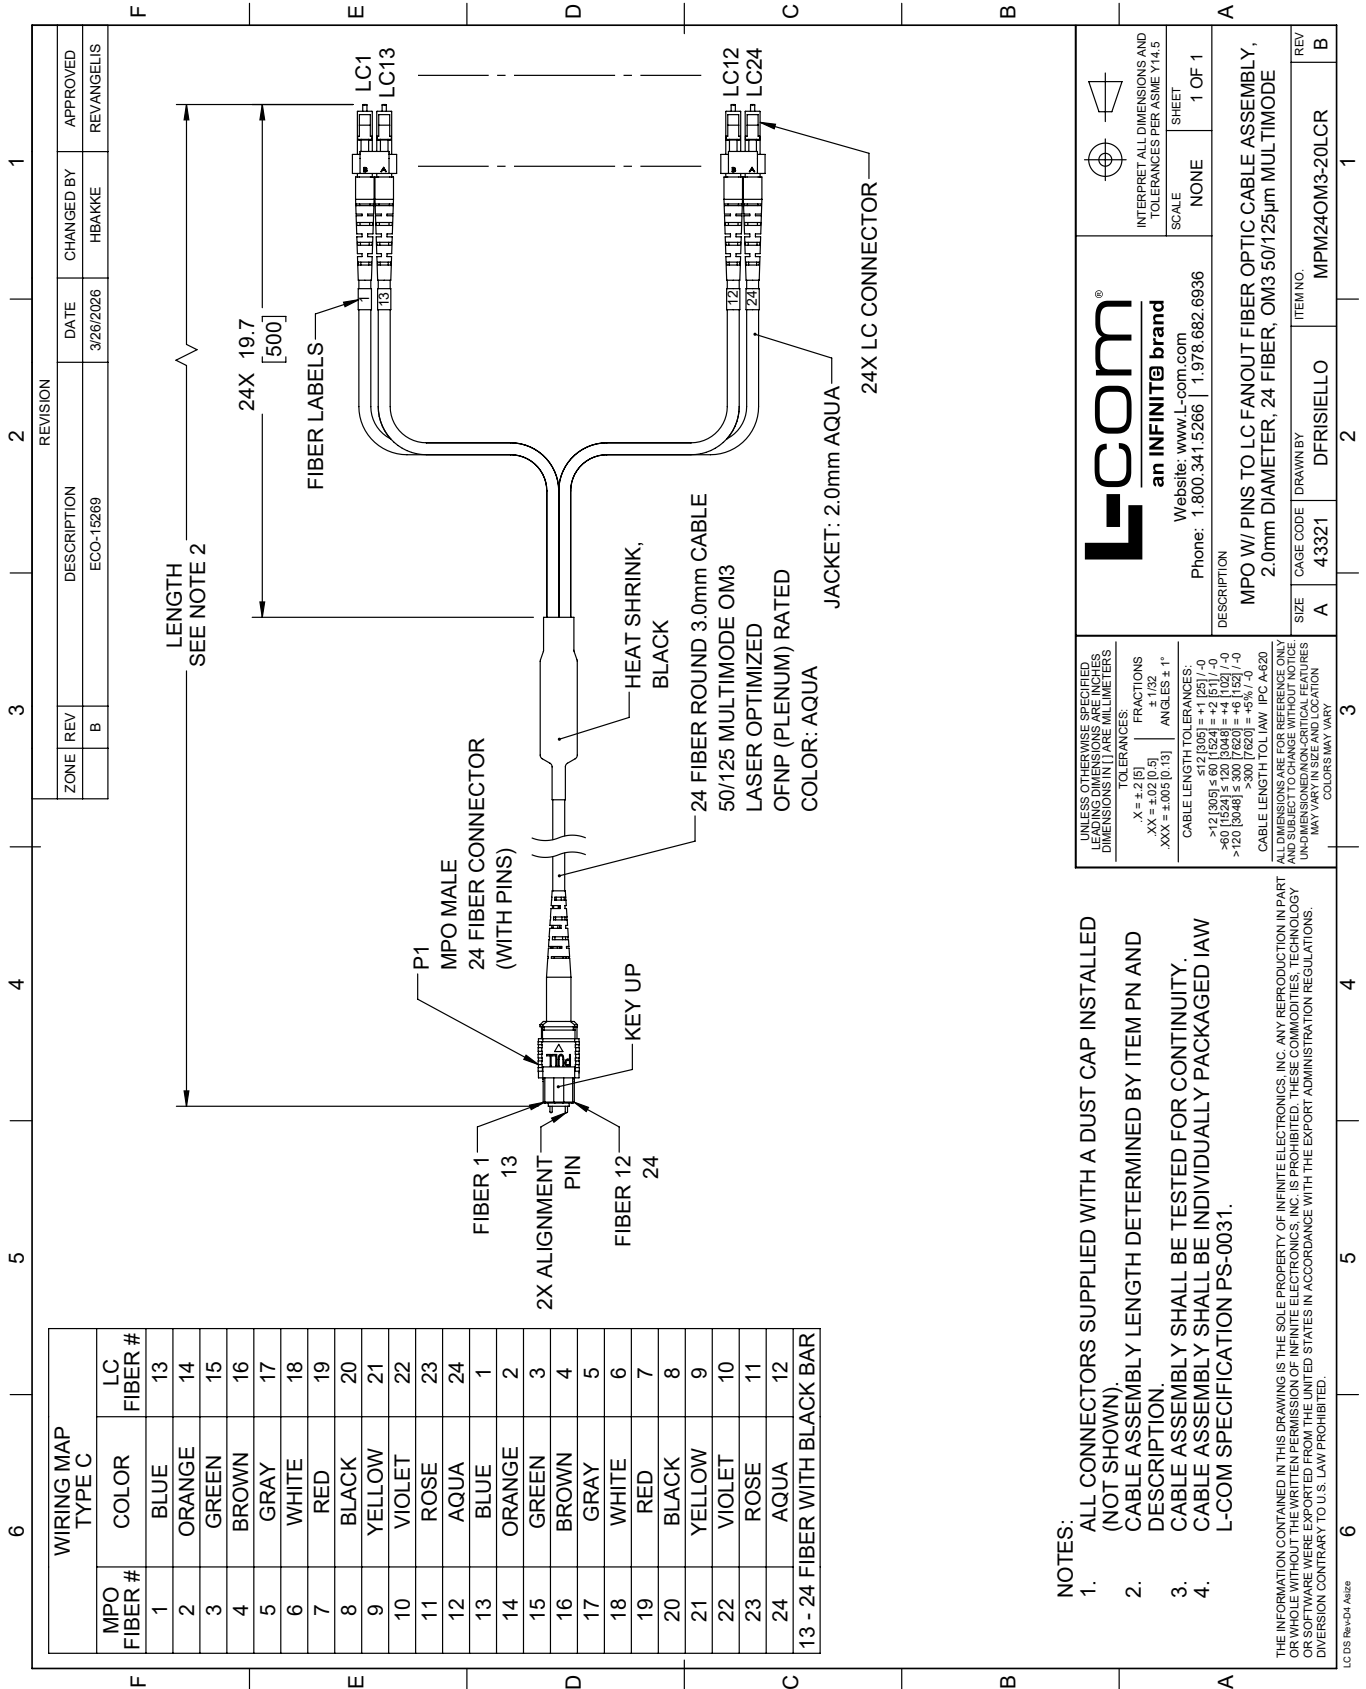 6
5
4
3
2
1
F
E
D
C
B
A
REVISION
ZONE REV DESCRIPTION DATE CHANGED BY APPROVED
B ECO-15269 3/26/2026 HBAKKE REVANGELIS
WIRING MAP
TYPE C
MPO FIBER # COLOR LC FIBER #
1 BLUE 13
2 ORANGE 14
3 GREEN 15
4 BROWN 16
5 GRAY 17
6 WHITE 18
7 RED 19
8 BLACK 20
9 YELLOW 21
10 VIOLET 22
11 ROSE 23
12 AQUA 24
13 BLUE 1
14 ORANGE 2
15 GREEN 3
16 BROWN 4
17 GRAY 5
18 WHITE 6
19 RED 7
20 BLACK 8
21 YELLOW 9
22 VIOLET 10
23 ROSE 11
24 AQUA 12
13 - 24 FIBER WITH BLACK BAR
LENGTH
SEE NOTE 2
24X 19.7
[500]
FIBER LABELS
LC1
LC13
1
13
B
A
P1
MPO MALE
24 FIBER CONNECTOR
(WITH PINS)
FIBER 1
13
2X ALIGNMENT
PIN
FIBER 12
24
PULL
KEY UP
HEAT SHRINK,
BLACK
24 FIBER ROUND 3.0mm CABLE
50/125 MULTIMODE OM3
LASER OPTIMIZED
OFNP (PLENUM) RATED
COLOR: AQUA
LC12
LC24
12
24
B
A
JACKET: 2.0mm AQUA
24X LC CONNECTOR
NOTES:
1. ALL CONNECTORS SUPPLIED WITH A DUST CAP INSTALLED
(NOT SHOWN).
2. CABLE ASSEMBLY LENGTH DETERMINED BY ITEM PN AND
DESCRIPTION.
3. CABLE ASSEMBLY SHALL BE TESTED FOR CONTINUITY.
4. CABLE ASSEMBLY SHALL BE INDIVIDUALLY PACKAGED IAW
L-COM SPECIFICATION PS-0031.
THE INFORMATION CONTAINED IN THIS DRAWING IS THE SOLE PROPERTY OF INFINITE ELECTRONICS, INC. ANY REPRODUCTION IN PART
OR WHOLE WITHOUT THE WRITTEN PERMISSION OF INFINITE ELECTRONICS, INC. IS PROHIBITED. THESE COMMODITIES, TECHNOLOGY
OR SOFTWARE WERE EXPORTED FROM THE UNITED STATES IN ACCORDANCE WITH THE EXPORT ADMINISTRATION REGULATIONS.
DIVERSION CONTRARY TO U.S. LAW PROHIBITED.
UNLESS OTHERWISE SPECIFIED
LEADING DIMENSIONS ARE INCHES
DIMENSIONS IN [ ] ARE MILLIMETERS
TOLERANCES:
.X = ±.2 [5] FRACTIONS
.XX = ±.02 [0.5] ± 1/32
.XXX = ±.005 [0.13] ANGLES ± 1°
CABLE LENGTH TOLERANCES:
≤12 [305] = +1 [25] / -0
>12 [305] ≤ 60 [1524] = +2 [51] / -0
>60 [1524] ≤ 120 [3048] = +4 [102] / -0
>120 [3048] ≤ 300 [7620] = +6 [152] / -0
>300 [7620] = +5% / -0
CABLE LENGTH TOL IAW IPC A-620
ALL DIMENSIONS ARE FOR REFERENCE ONLY
AND SUBJECT TO CHANGE WITHOUT NOTICE.
UN-DIMENSIONED/NON-CRITICAL FEATURES
MAY VARY IN SIZE AND LOCATION
COLORS MAY VARY
L-com®
an INFINITE brand
Website: www.L-com.com
Phone: 1.800.341.5266 | 1.978.682.6936
INTERPRET ALL DIMENSIONS AND
TOLERANCES PER ASME Y14.5
SCALE NONE
SHEET 1 OF 1
DESCRIPTION
MPO W/ PINS TO LC FANOUT FIBER OPTIC CABLE ASSEMBLY,
2.0mm DIAMETER, 24 FIBER, OM3 50/125µm MULTIMODE
SIZE CAGE CODE DRAWN BY ITEM NO. REV
A 43321 DFRISIELLO MPM24OM3-20LCR B
LC DS Rev-D4 Asize
6
5
4
3
2
1
F
E
D
C
B
A